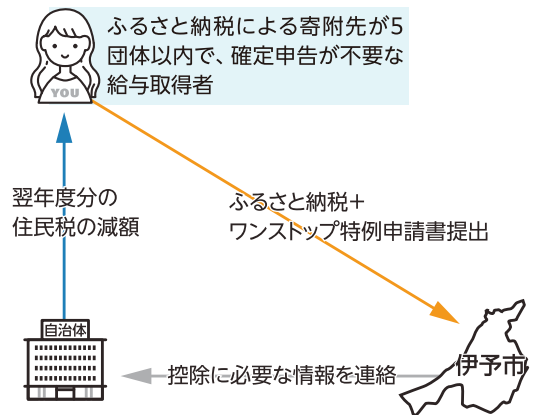 ふるさと納税による寄附先が5
団体以内で、確定申告が不要な
給与取得者
YOU
翌年度分の
住民税の減額
ふるさと納税+
ワンストップ特例申請書提出
自治体
控除に必要な情報を連絡
伊予市